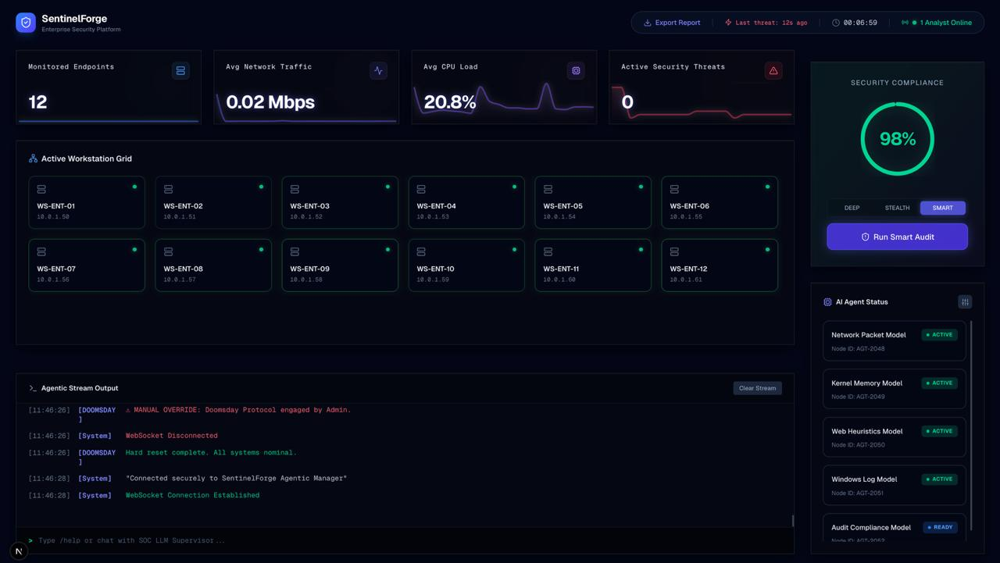 SentinelForge
Enterprise Security Platform
Export Report
Last threat: 12s ago
00:06:59
1 Analyst Online
Monitored Endpoints
12
Avg Network Traffic
0.02 Mbps
Avg CPU Load
20.8%
Active Security Threats
0
Active Workstation Grid
WS-ENT-01
10.0.1.50
WS-ENT-02
10.0.1.51
WS-ENT-03
10.0.1.52
WS-ENT-04
10.0.1.53
WS-ENT-05
10.0.1.54
WS-ENT-06
10.0.1.55
WS-ENT-07
10.0.1.56
WS-ENT-08
10.0.1.57
WS-ENT-09
10.0.1.58
WS-ENT-10
10.0.1.59
WS-ENT-11
10.0.1.60
WS-ENT-12
10.0.1.61
Agentic Stream Output
Clear Stream
[11:46:26] [DOOMSDAY ⚠ MANUAL OVERRIDE: Doomsday Protocol engaged by Admin.
]
[11:46:26] [System] WebSocket Disconnected
[11:46:26] [DOOMSDAY Hard reset complete. All systems nominal.
]
[11:46:28] [System] "Connected securely to SentinelForge Agentic Manager"
[11:46:28] [System] WebSocket Connection Established
> Type /help or chat with SOC LLM Supervisor...
N
SECURITY COMPLIANCE
98%
DEEP
STEALTH
SMART
Run Smart Audit
AI Agent Status
Network Packet Model
ACTIVE
Node ID: AGT-2048
Kernel Memory Model
ACTIVE
Node ID: AGT-2049
Web Heuristics Model
ACTIVE
Node ID: AGT-2050
Windows Log Model
ACTIVE
Node ID: AGT-2051
Audit Compliance Model
READY
Node ID: AGT-2052